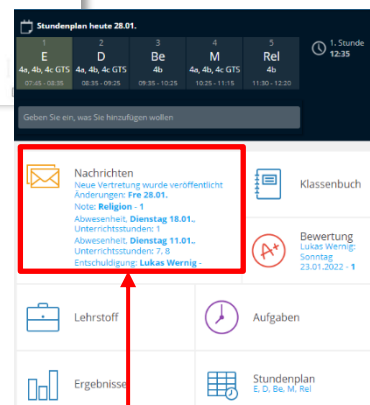 Stundenplan heute 28.01.
1 2 3 4 5
E D Be M Rel
4a, 4b, 4c GTS 4a, 4b, 4c GTS 4b 4a, 4b, 4c GTS 4b
07:45 - 08:35 08:35 - 09:25 09:35 - 10:25 10:25 - 11:15 11:30 - 12:20
1. Stunde
12:35
Geben Sie ein, was Sie hinzufügen wollen
Nachrichten
Neue Vertretung wurde veröffentlicht
Änderungen: Fre 28.01.
Note: Religion - 1
Abwesenheit, Dienstag 18.01..
Unterrichtsstunden: 1
Abwesenheit, Dienstag 11.01..
Unterrichtsstunden: 7, 8
Entschuldigung: Lukas Wernig -
Klassenbuch
A+
Bewertung
Lukas Wernig:
Sonntag
23.01.2022 - 1
Lehrstoff
Aufgaben
Ergebnisse
Stundenplan
E, D, Be, M, Rel